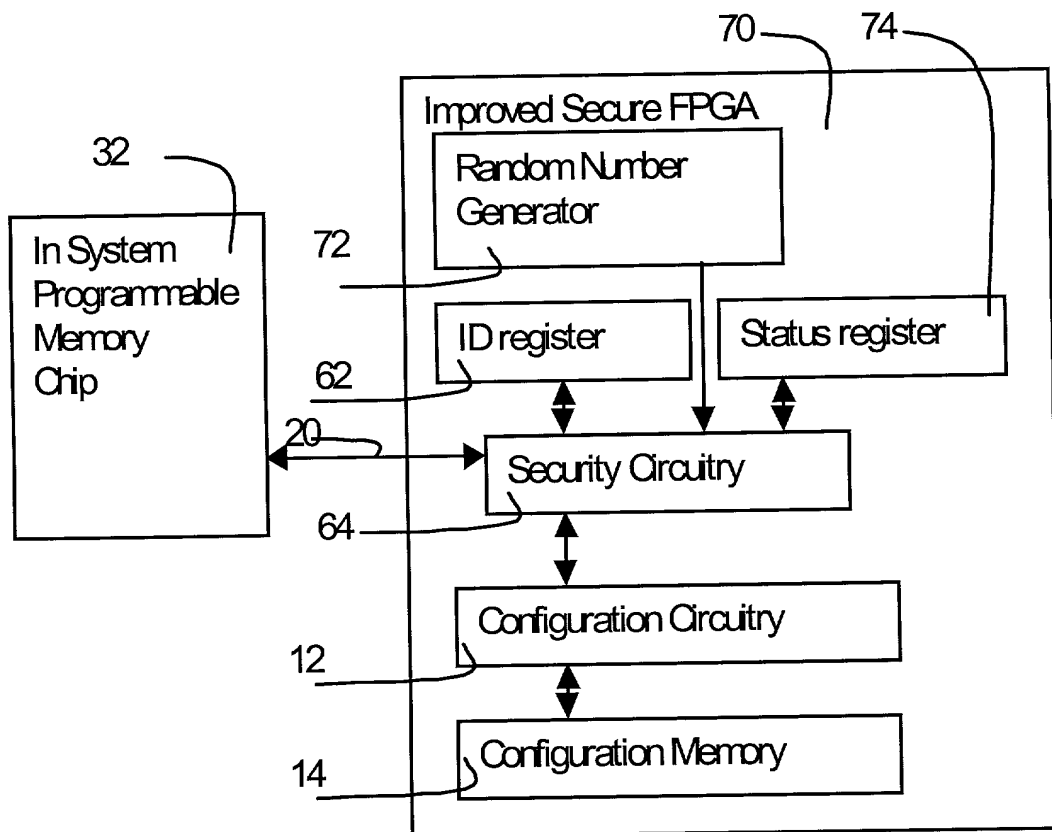 70
74
Improved Secure FPGA
32
Random Number
Generator
In System
Programmable
Memory
Chip
72
ID register
Status register
62
20
Security Circuitry
64
Configuration Circuitry
12
Configuration Memory
14